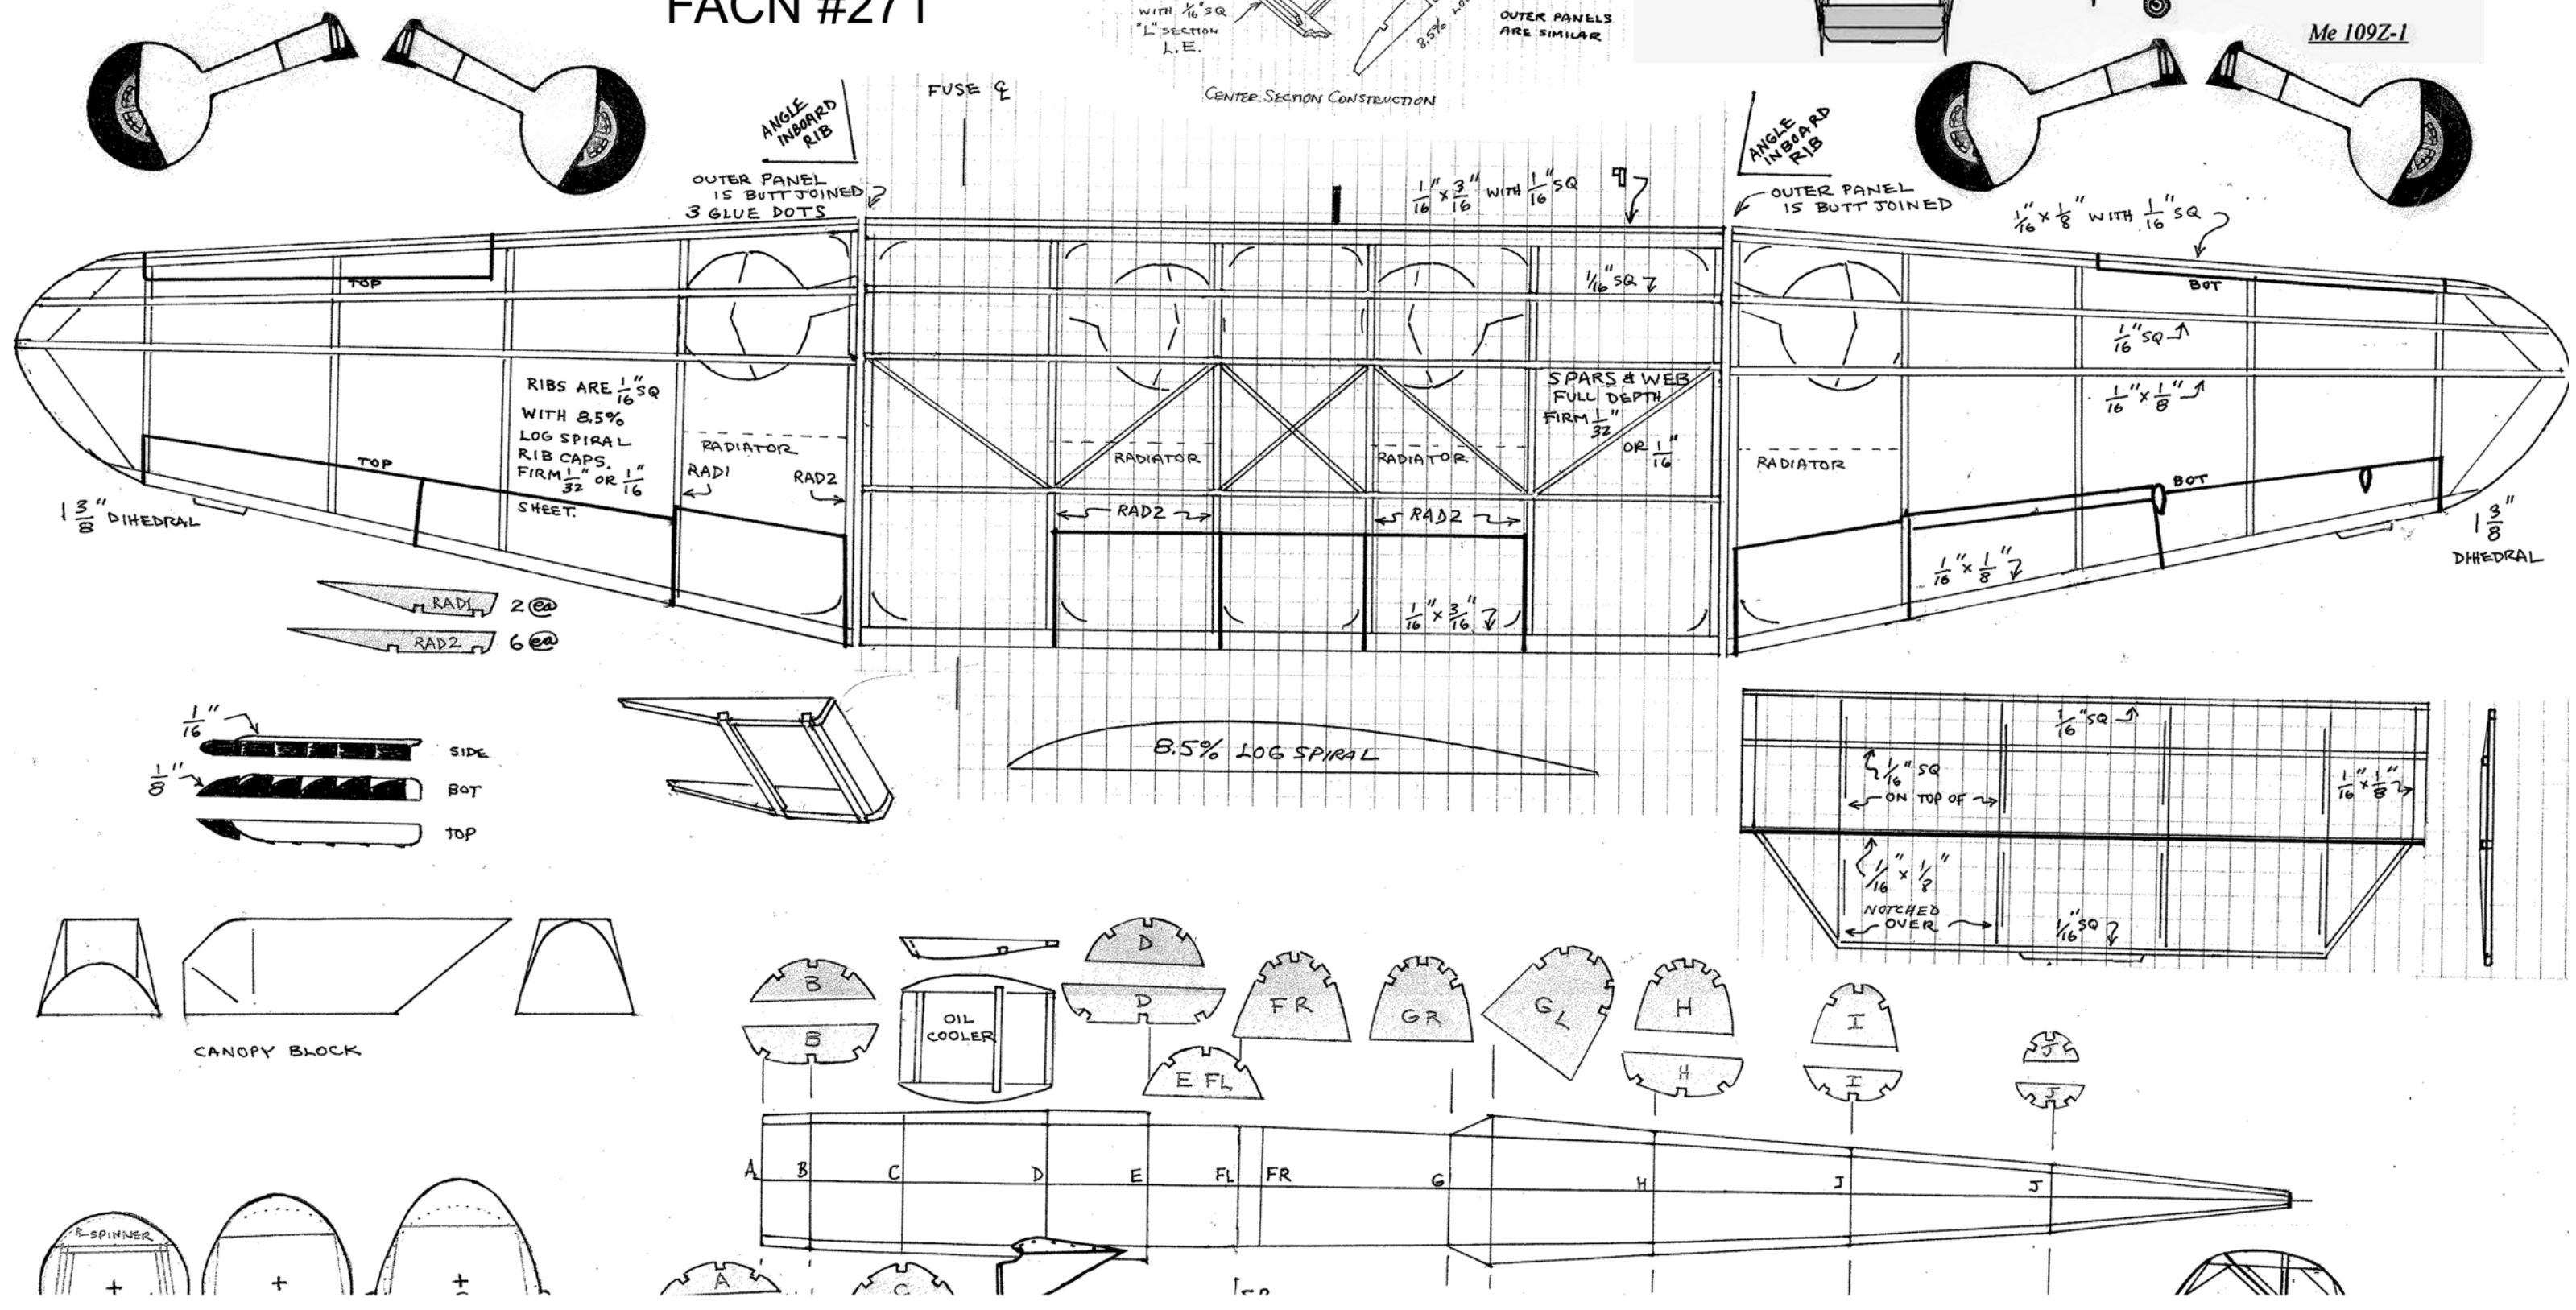 FACN #271
WITH 1/16" SQ
"L" SECTION
L.E.
8.5%
OUTER PANELS
ARE SIMILAR
Me 109Z-1
CENTER SECTION CONSTRUCTION
FUSE ℄
ANGLE
INBOARD
RIB
ANGLE
INBOARD
RIB
OUTER PANEL
IS BUTT JOINED
3 GLUE DOTS
1/16" x 3/16" WITH 1/16" SQ
OUTER PANEL
IS BUTT JOINED
1/16" x 1/8" WITH 1/16" SQ
TOP
1/16" SQ
BOT
1/16" SQ
1/16" x 1/8"
RIBS ARE 1/16" SQ
WITH 8.5%
LOG SPIRAL
RIB CAPS.
FIRM 1/32" OR 1/16"
SHEET.
SPARS & WEB
FULL DEPTH
FIRM 1/32"
OR 1/16"
TOP
RADIATOR
RAD1
RAD2
RADIATOR
RADIATOR
RADIATOR
BOT
1 3/8" DIHEDRAL
RAD2
RAD2
1 3/8"
DIHEDRAL
1/16" x 1/8"
1/16" x 3/16"
RAD1 2 @
RAD2 6 @
1/16"
SIDE
1/8"
BOT
TOP
8.5% LOG SPIRAL
1/16" SQ
1/16" SQ
ON TOP OF
1/16" x 1/8"
1/16" x 1/8"
NOTCHED
OVER
1/16" SQ
CANOPY BLOCK
B
B
OIL
COOLER
D
D
E FL
FR
GR
GL
H
H
I
I
J
J
A
B
C
D
E
FL
FR
G
H
I
J
SPINNER
A
C